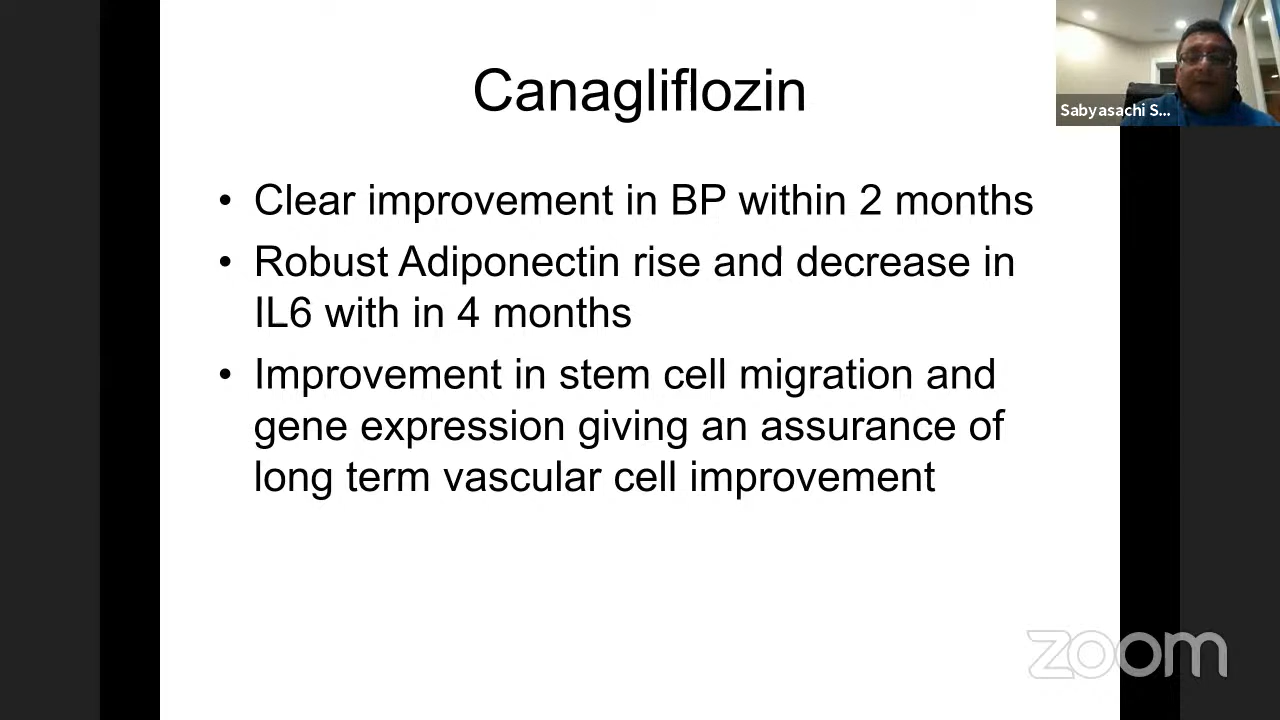 Canagliflozin
Sabyasachi S...
• Clear improvement in BP within 2 months
• Robust Adiponectin rise and decrease in
IL6 with in 4 months
• Improvement in stem cell migration and
gene expression giving an assurance of
long term vascular cell improvement
zoom